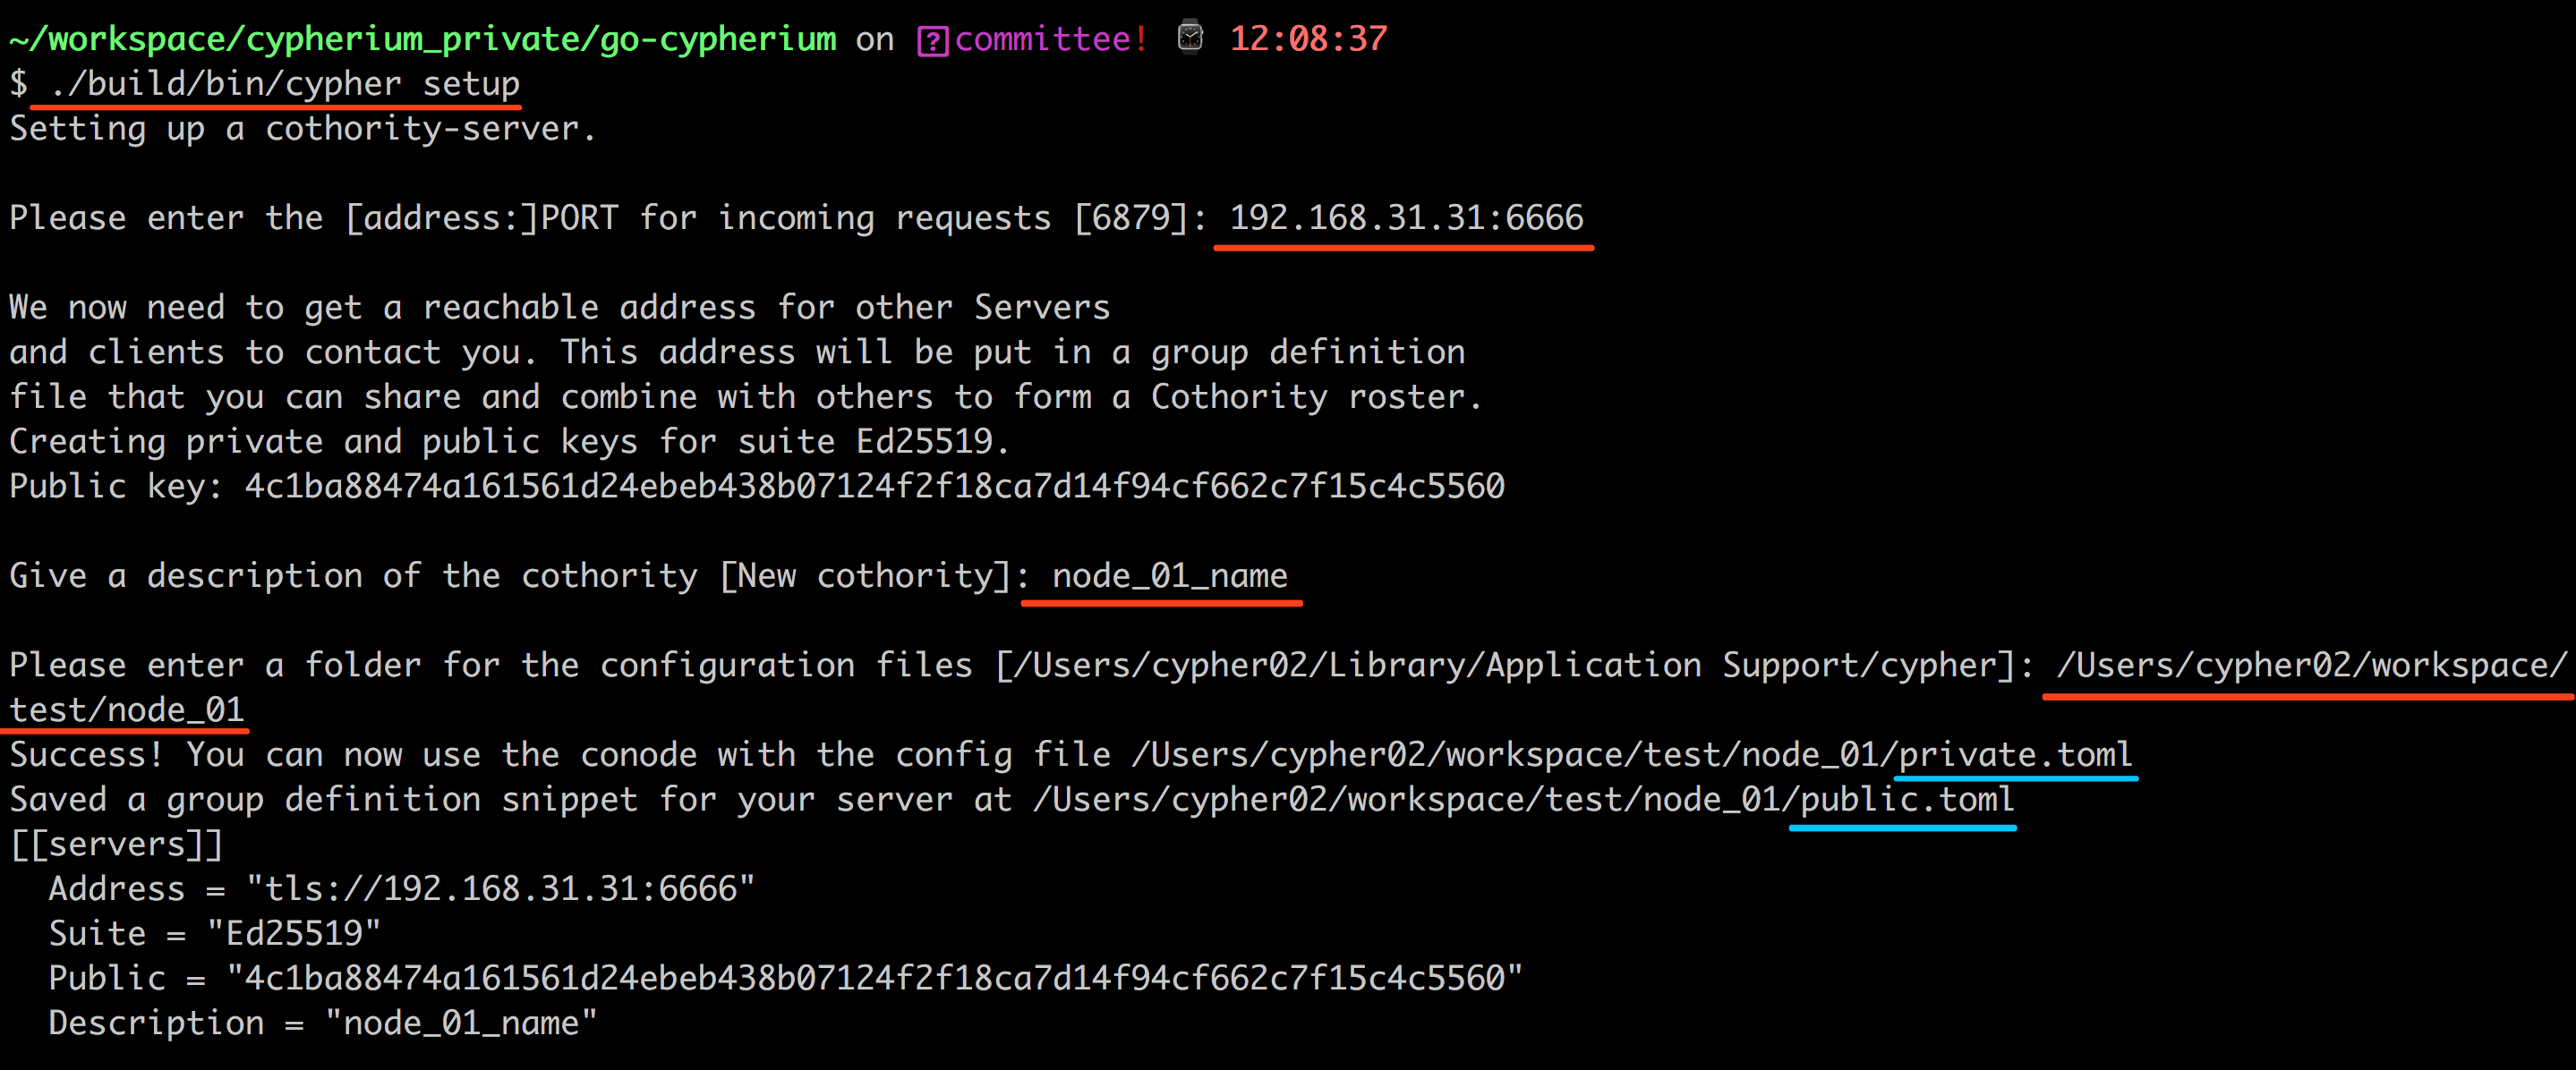 ~/workspace/cypherium_private/go-cypherium on [?]committee! ⌚ 12:08:37
$ ./build/bin/cypher setup
Setting up a cothority-server.
Please enter the [address:]PORT for incoming requests [6879]: 192.168.31.31:6666
We now need to get a reachable address for other Servers
and clients to contact you. This address will be put in a group definition
file that you can share and combine with others to form a Cothority roster.
Creating private and public keys for suite Ed25519.
Public key: 4c1ba88474a161561d24ebeb438b07124f2f18ca7d14f94cf662c7f15c4c5560
Give a description of the cothority [New cothority]: node_01_name
Please enter a folder for the configuration files [/Users/cypher02/Library/Application Support/cypher]: /Users/cypher02/workspace/
test/node_01
Success! You can now use the conode with the config file /Users/cypher02/workspace/test/node_01/private.toml
Saved a group definition snippet for your server at /Users/cypher02/workspace/test/node_01/public.toml
[[servers]]
  Address = "tls://192.168.31.31:6666"
  Suite = "Ed25519"
  Public = "4c1ba88474a161561d24ebeb438b07124f2f18ca7d14f94cf662c7f15c4c5560"
  Description = "node_01_name"